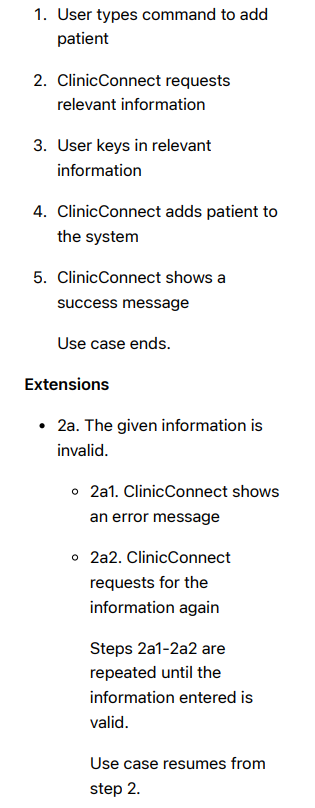 1. User types command to add
patient
2. ClinicConnect requests
relevant information
3. User keys in relevant
information
4. ClinicConnect adds patient to
the system
5. ClinicConnect shows a
success message
Use case ends.
Extensions
• 2a. The given information is
invalid.
◦ 2a1. ClinicConnect shows
an error message
◦ 2a2. ClinicConnect
requests for the
information again
Steps 2a1-2a2 are
repeated until the
information entered is
valid.
Use case resumes from
step 2.